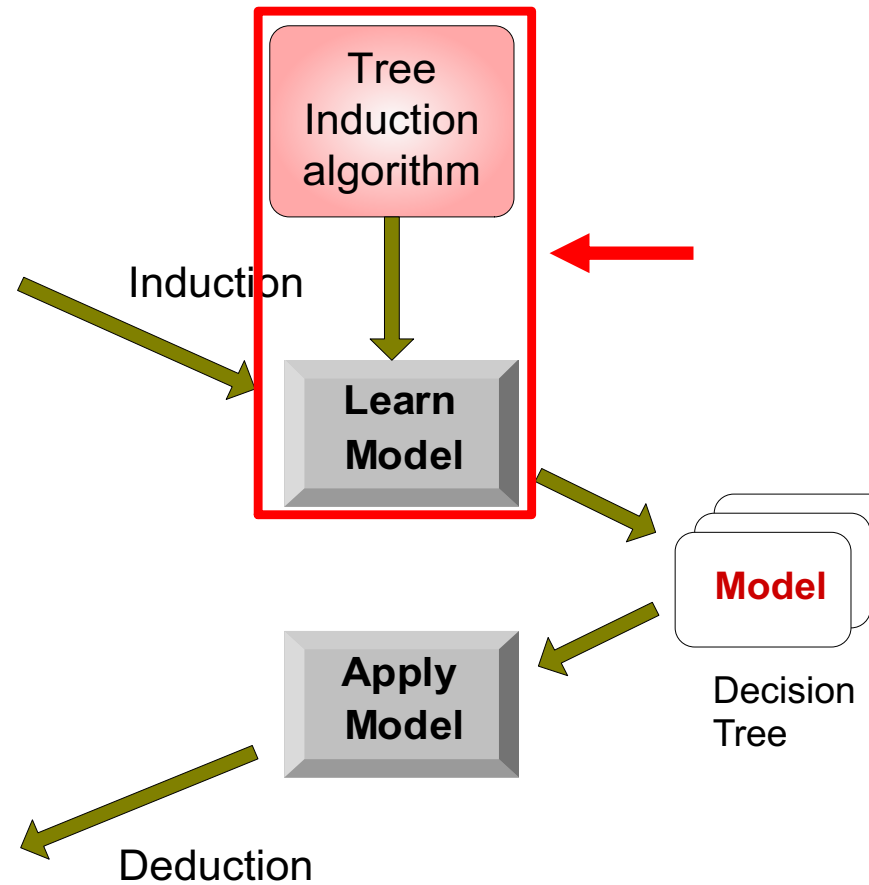 Tree
Induction
algorithm
Induction
Learn
Model
Model
Decision
Tree
Apply
Model
Deduction